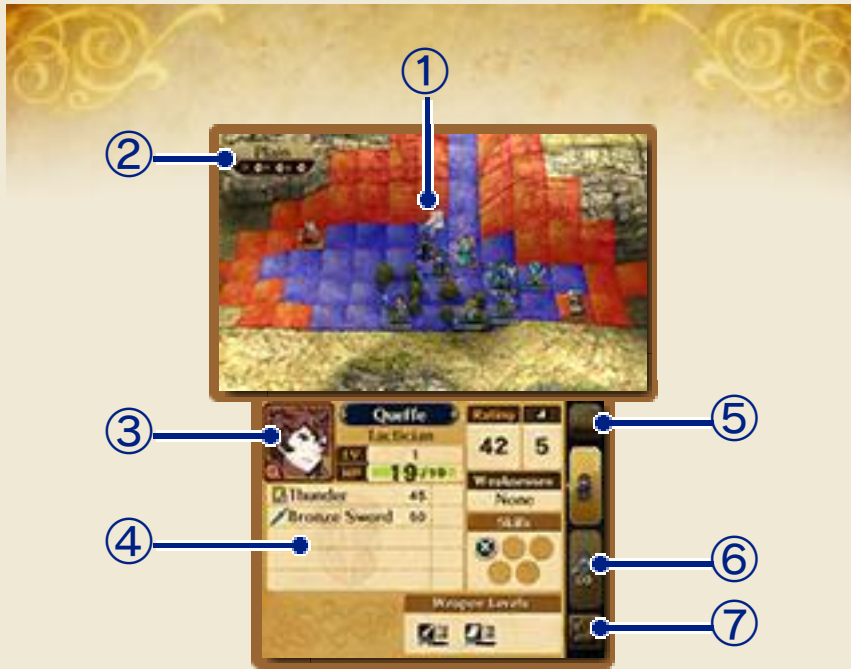 ①
②
Plain
③
Queffe
Rating
Tactician
LV
1
42
5
HP
19/19
Weaknesses
None
Thunder 45
Bronze Sword 50
Skills
④
Weapon Levels
⑤
⑥
⑦